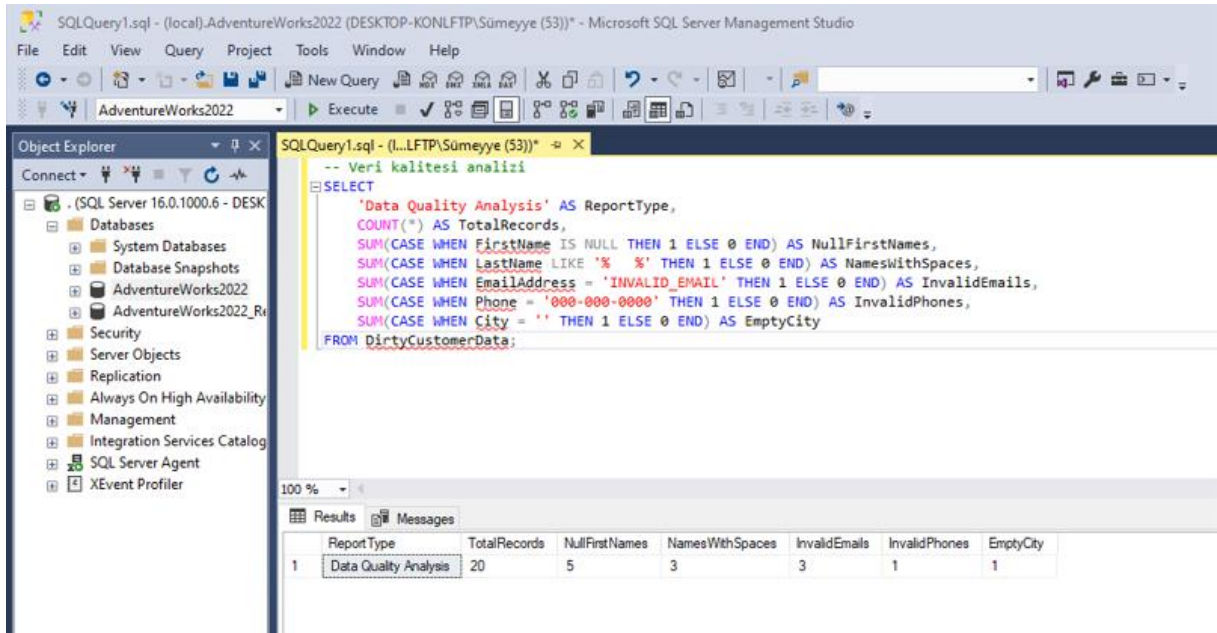 SQLQuery1.sql - (local).AdventureWorks2022 (DESKTOP-KONLFTP\Sümeyye (53))* - Microsoft SQL Server Management Studio
File Edit View Query Project Tools Window Help
New Query
AdventureWorks2022 Execute
Object Explorer
Connect
. (SQL Server 16.0.1000.6 - DESK
Databases
System Databases
Database Snapshots
AdventureWorks2022
AdventureWorks2022_Re
Security
Server Objects
Replication
Always On High Availability
Management
Integration Services Catalog
SQL Server Agent
XEvent Profiler
SQLQuery1.sql - (l...LFTP\Sümeyye (53))*
-- Veri kalitesi analizi
SELECT
'Data Quality Analysis' AS ReportType,
COUNT(*) AS TotalRecords,
SUM(CASE WHEN FirstName IS NULL THEN 1 ELSE 0 END) AS NullFirstNames,
SUM(CASE WHEN LastName LIKE '%  %' THEN 1 ELSE 0 END) AS NamesWithSpaces,
SUM(CASE WHEN EmailAddress = 'INVALID_EMAIL' THEN 1 ELSE 0 END) AS InvalidEmails,
SUM(CASE WHEN Phone = '000-000-0000' THEN 1 ELSE 0 END) AS InvalidPhones,
SUM(CASE WHEN City = '' THEN 1 ELSE 0 END) AS EmptyCity
FROM DirtyCustomerData;
100 %
Results Messages
ReportType TotalRecords NullFirstNames NamesWithSpaces InvalidEmails InvalidPhones EmptyCity
1 Data Quality Analysis 20 5 3 3 1 1